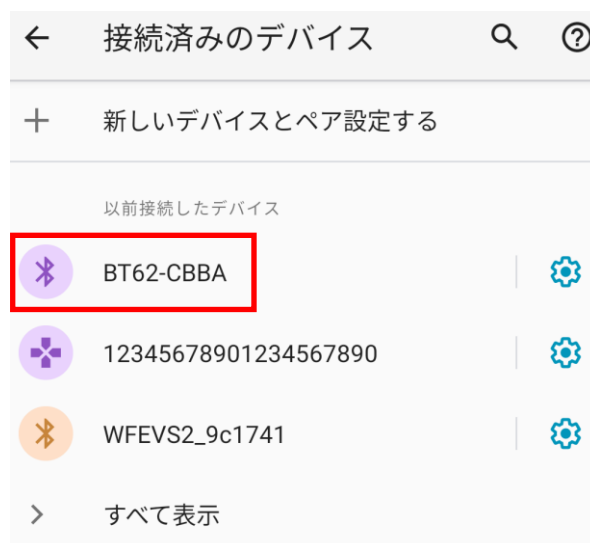 接続済みのデバイス
新しいデバイスとペア設定する
以前接続したデバイス
BT62-CBBA
12345678901234567890
WFEVS2_9c1741
すべて表示